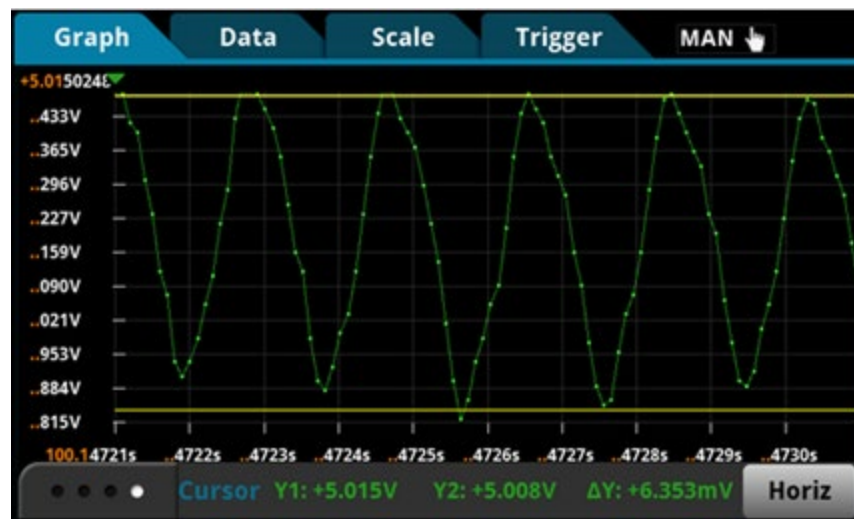 Graph Data Scale Trigger MAN
+5.0150248
..433V
..365V
..296V
..227V
..159V
..090V
..021V
..953V
..884V
..815V
100.14721s ..4722s ..4723s ..4724s ..4725s ..4726s ..4727s ..4728s ..4729s ..4730s
Cursor Y1: +5.015V Y2: +5.008V ΔY: +6.353mV Horiz